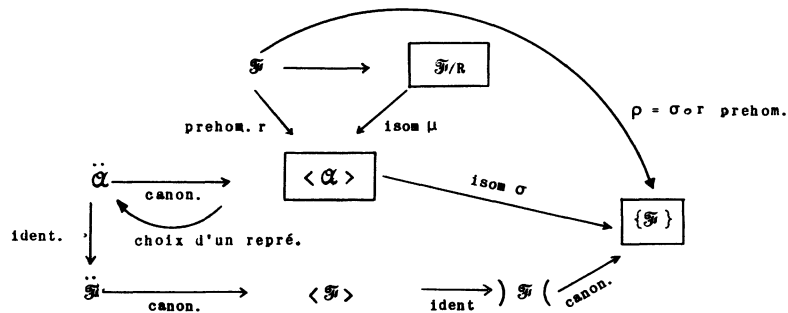 𝓕 → 𝓕/R
ρ = σ∘r prehom.
prehom. r
isom μ
𝒜̈
canon.
< 𝒜 >
isom σ
choix d'un repré.
{𝓕}
ident.
𝓕̈
canon.
< 𝓕 >
ident
) 𝓕 (
canon.